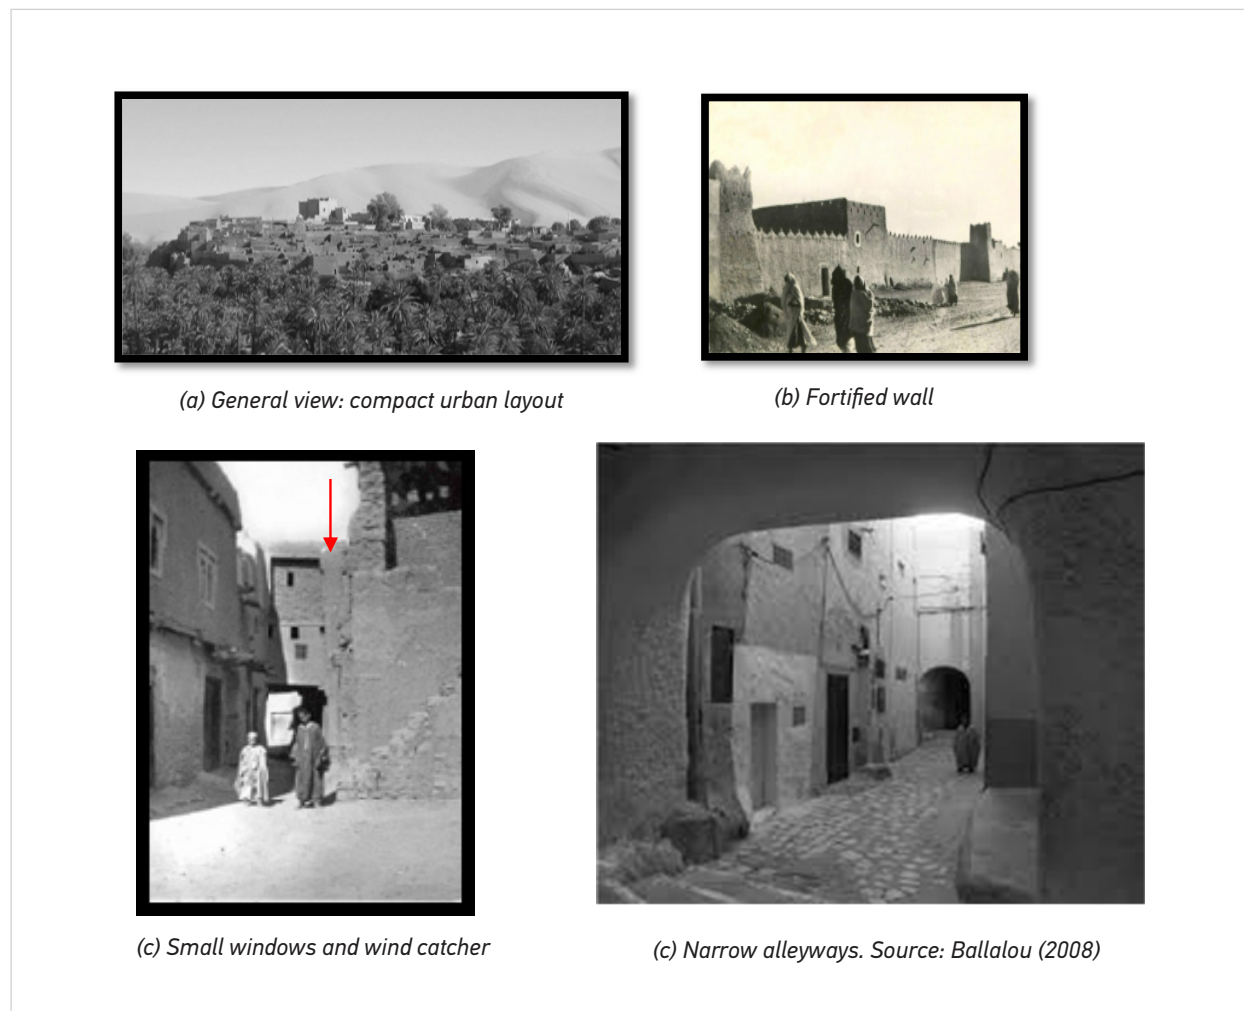 (a) General view: compact urban layout
(b) Fortified wall
(c) Small windows and wind catcher
(c) Narrow alleyways. Source: Ballalou (2008)